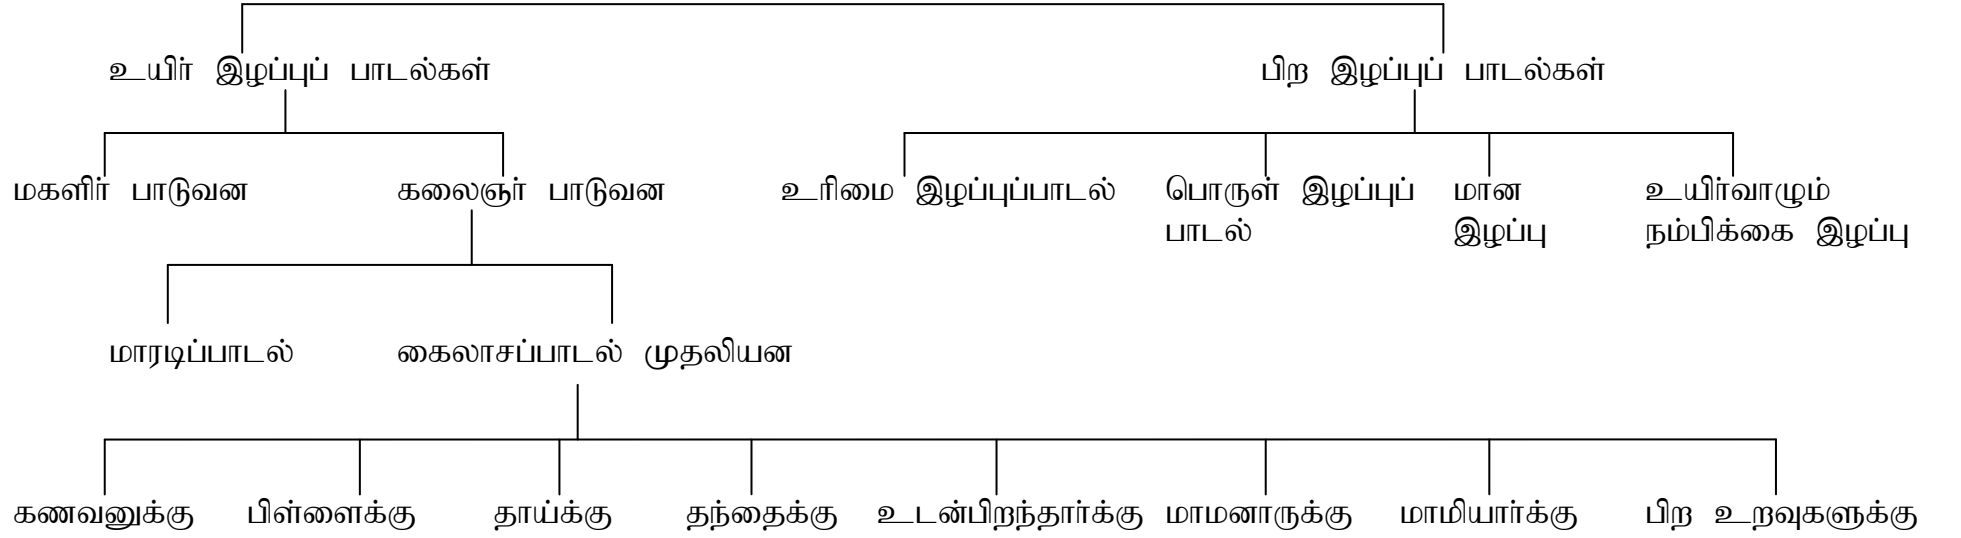 உயிர் இழப்புப் பாடல்கள் பிற இழப்புப் பாடல்கள்
மகளிர் பாடுவன கலைஞர் பாடுவன உரிமை இழப்புப்பாடல் பொருள் இழப்புப் மான உயிர்வாழும்
பாடல் இழப்பு நம்பிக்கை இழப்பு
மாரடிப்பாடல் கைலாசப்பாடல் முதலியன
கணவனுக்கு பிள்ளைக்கு தாய்க்கு தந்தைக்கு உடன்பிறந்தார்க்கு மாமனாருக்கு மாமியார்க்கு பிற உறவுகளுக்கு